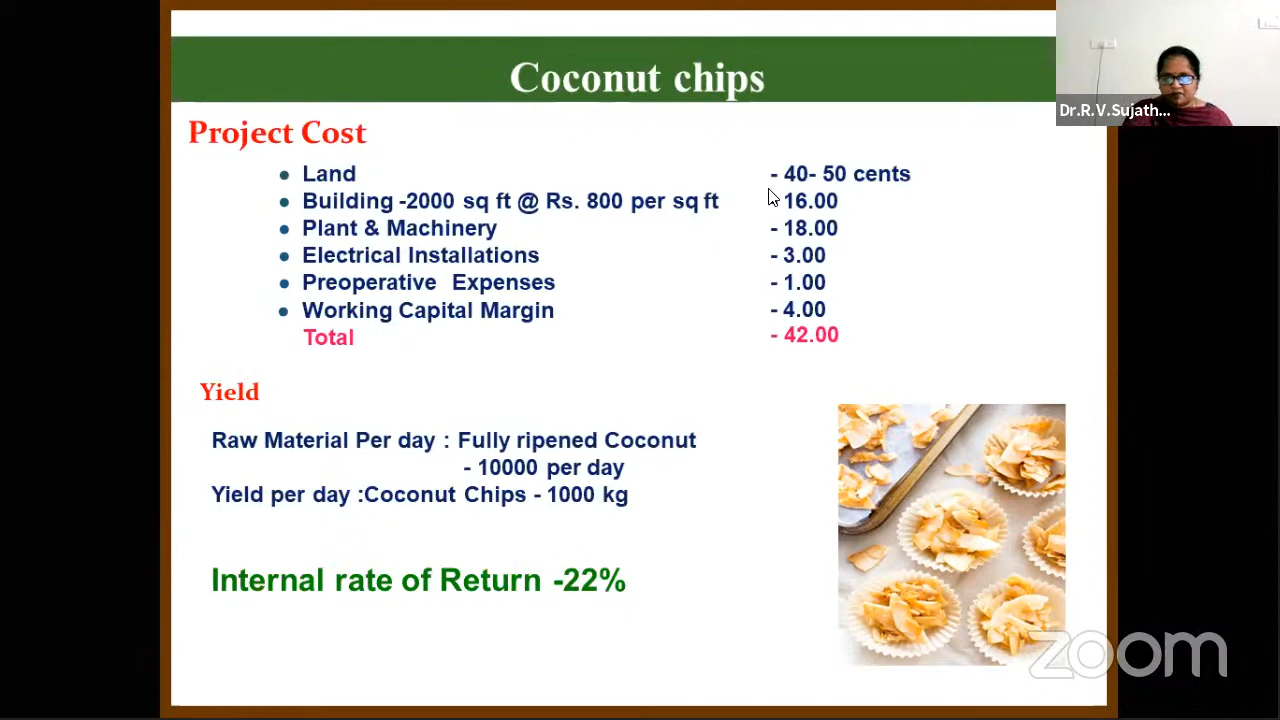 Coconut chips
Dr.R.V.Sujath...
Project Cost
• Land - 40- 50 cents
• Building -2000 sq ft @ Rs. 800 per sq ft - 16.00
• Plant & Machinery - 18.00
• Electrical Installations - 3.00
• Preoperative Expenses - 1.00
• Working Capital Margin - 4.00
Total - 42.00
Yield
Raw Material Per day : Fully ripened Coconut
- 10000 per day
Yield per day :Coconut Chips - 1000 kg
Internal rate of Return -22%
zoom